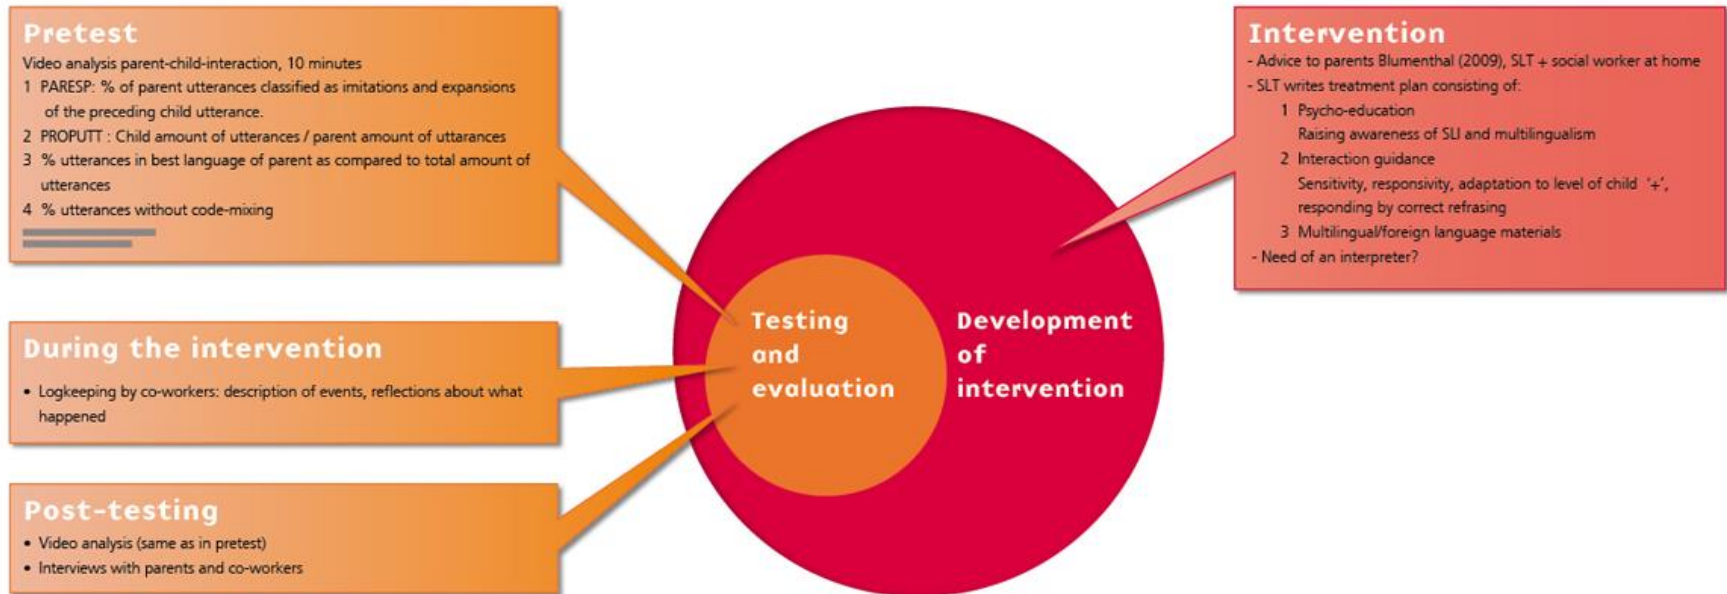 Pretest
Video analysis parent-child-interaction, 10 minutes
1 PARESP: % of parent utterances classified as imitations and expansions
of the preceding child utterance.
2 PROPUTT : Child amount of utterances / parent amount of uttarances
3 % utterances in best language of parent as compared to total amount of
utterances
4 % utterances without code-mixing
During the intervention
• Logkeeping by co-workers: description of events, reflections about what
happened
Post-testing
• Video analysis (same as in pretest)
• Interviews with parents and co-workers
Testing
and
evaluation
Development
of
intervention
Intervention
- Advice to parents Blumenthal (2009), SLT + social worker at home
- SLT writes treatment plan consisting of:
1 Psycho-education
Raising awareness of SLI and multilingualism
2 Interaction guidance
Sensitivity, responsivity, adaptation to level of child '+',
responding by correct refrasing
3 Multilingual/foreign language materials
- Need of an interpreter?